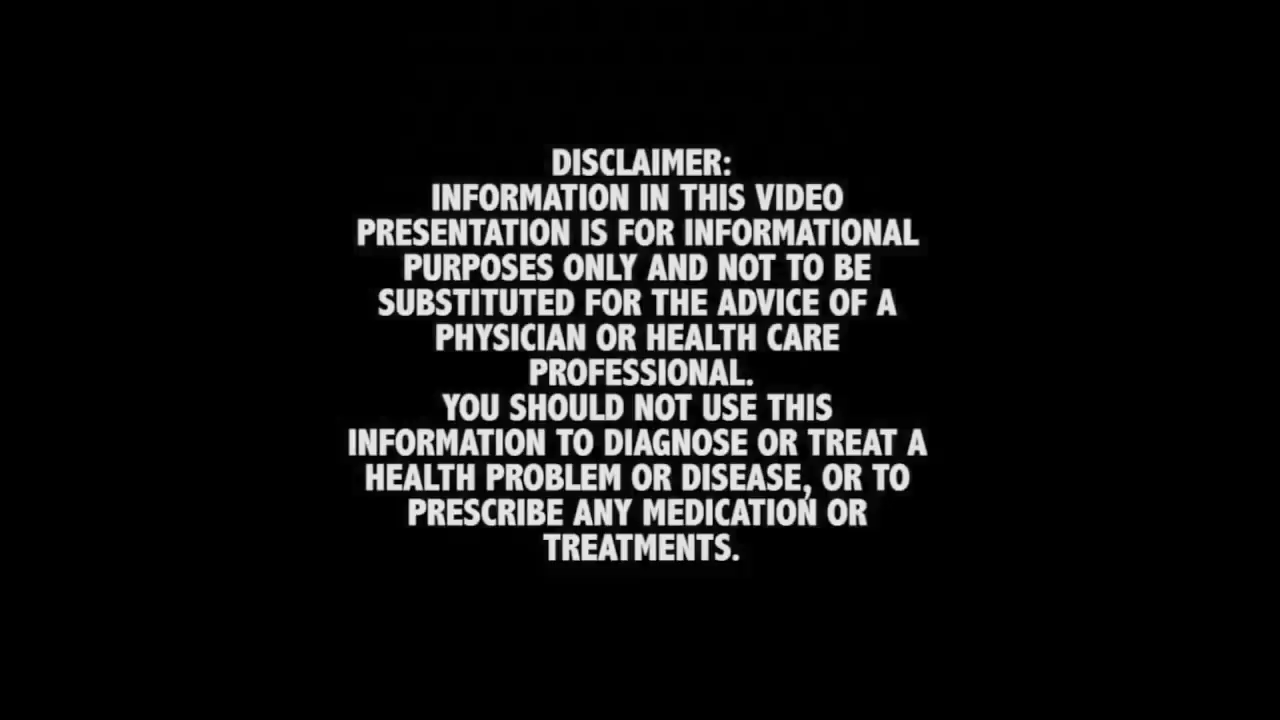 DISCLAIMER:
INFORMATION IN THIS VIDEO
PRESENTATION IS FOR INFORMATIONAL
PURPOSES ONLY AND NOT TO BE
SUBSTITUTED FOR THE ADVICE OF A
PHYSICIAN OR HEALTH CARE
PROFESSIONAL.
YOU SHOULD NOT USE THIS
INFORMATION TO DIAGNOSE OR TREAT A
HEALTH PROBLEM OR DISEASE, OR TO
PRESCRIBE ANY MEDICATION OR
TREATMENTS.